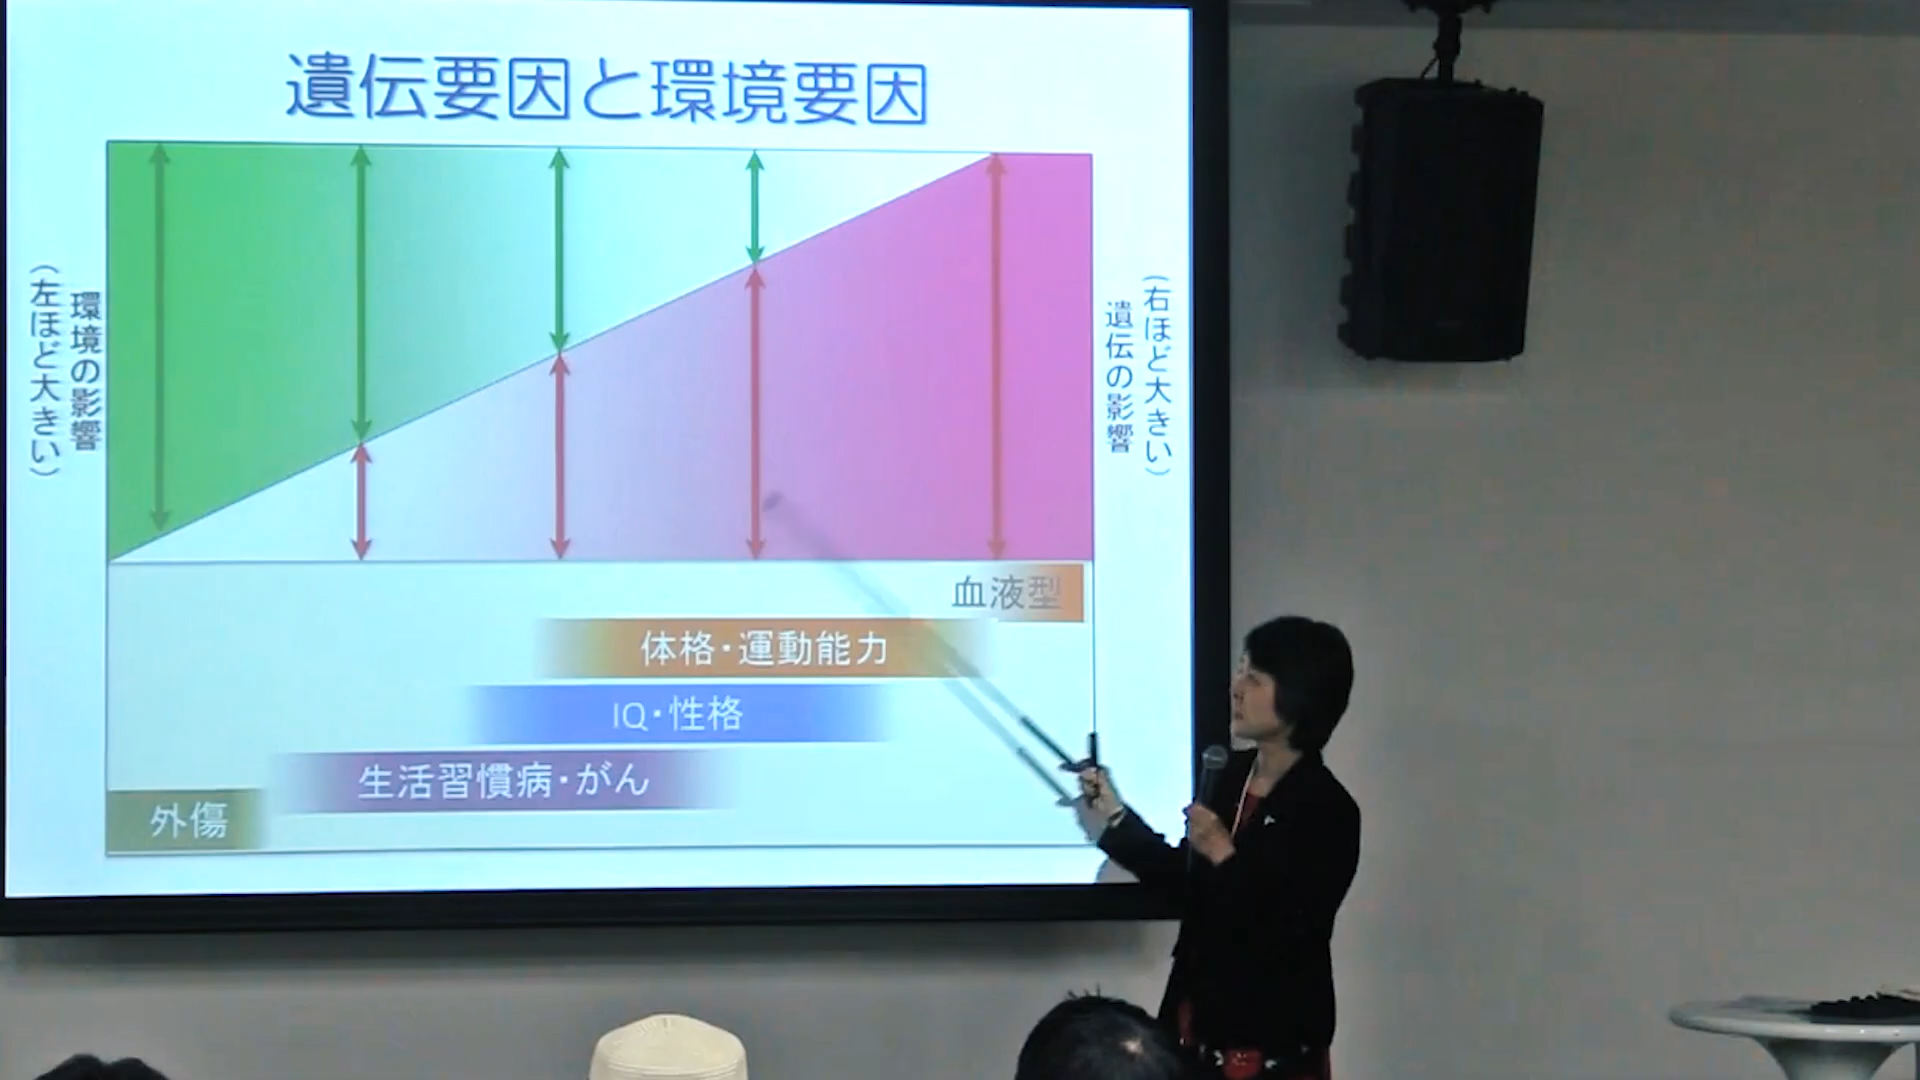 遺伝要因と環境要因
環境の影響
（左ほど大きい）
（右ほど大きい）
遺伝の影響
血液型
体格・運動能力
IQ・性格
生活習慣病・がん
外傷